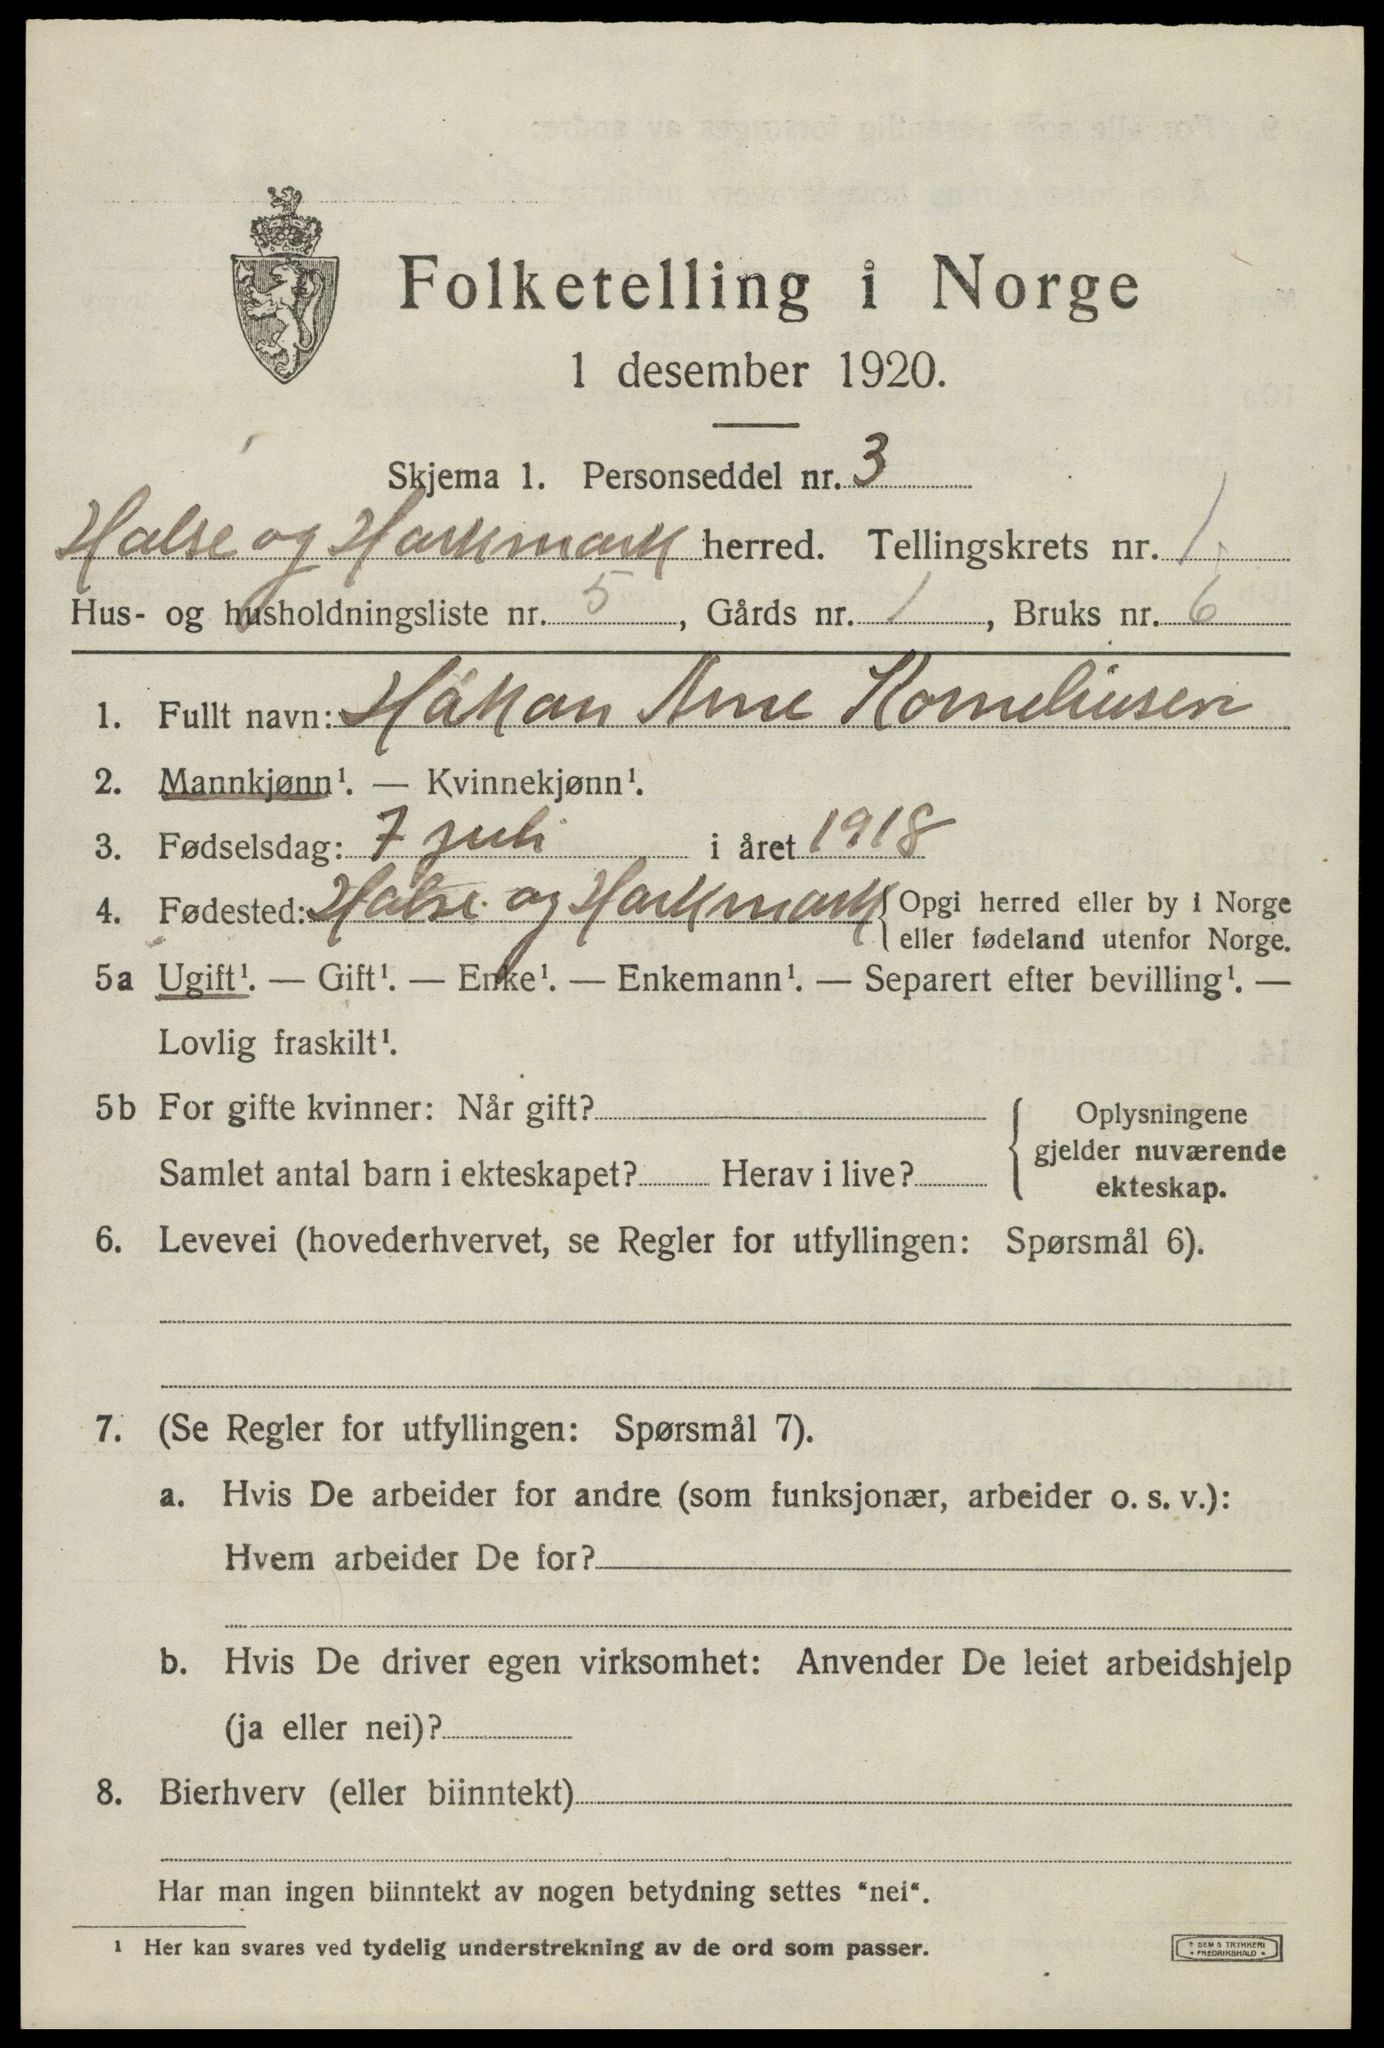 Folketelling i Norge
1 desember 1920.
Skjema 1. Personseddel nr. 3
Halse og Harkmark herred. Tellingskrets nr. 1
Hus- og husholdningsliste nr. 5, Gårds nr. 1, Bruks nr. 6
1. Fullt navn: Håkon Arne Korneliusen
2. Mannkjønn¹. — Kvinnekjønn¹.
3. Fødselsdag: 7 juli i året 1918
4. Fødested: Halse og Harkmark { Opgi herred eller by i Norge
eller fødeland utenfor Norge.
5a Ugift¹. — Gift¹. — Enke¹. — Enkemann¹. — Separert efter bevilling¹. —
Lovlig fraskilt¹.
5b For gifte kvinner: Når gift?
Samlet antal barn i ekteskapet? Herav i live?
{ Oplysningene
gjelder nuværende
ekteskap.
6. Levevei (hovederhvervet, se Regler for utfyllingen: Spørsmål 6).
7. (Se Regler for utfyllingen: Spørsmål 7).
a. Hvis De arbeider for andre (som funksjonær, arbeider o. s. v.):
Hvem arbeider De for?
b. Hvis De driver egen virksomhet: Anvender De leiet arbeidshjelp
(ja eller nei)?
8. Bierhverv (eller biinntekt)
Har man ingen biinntekt av nogen betydning settes "nei".
¹ Her kan svares ved tydelig understrekning av de ord som passer.
SEM S TRYKKERI
FREDRIKSHALD